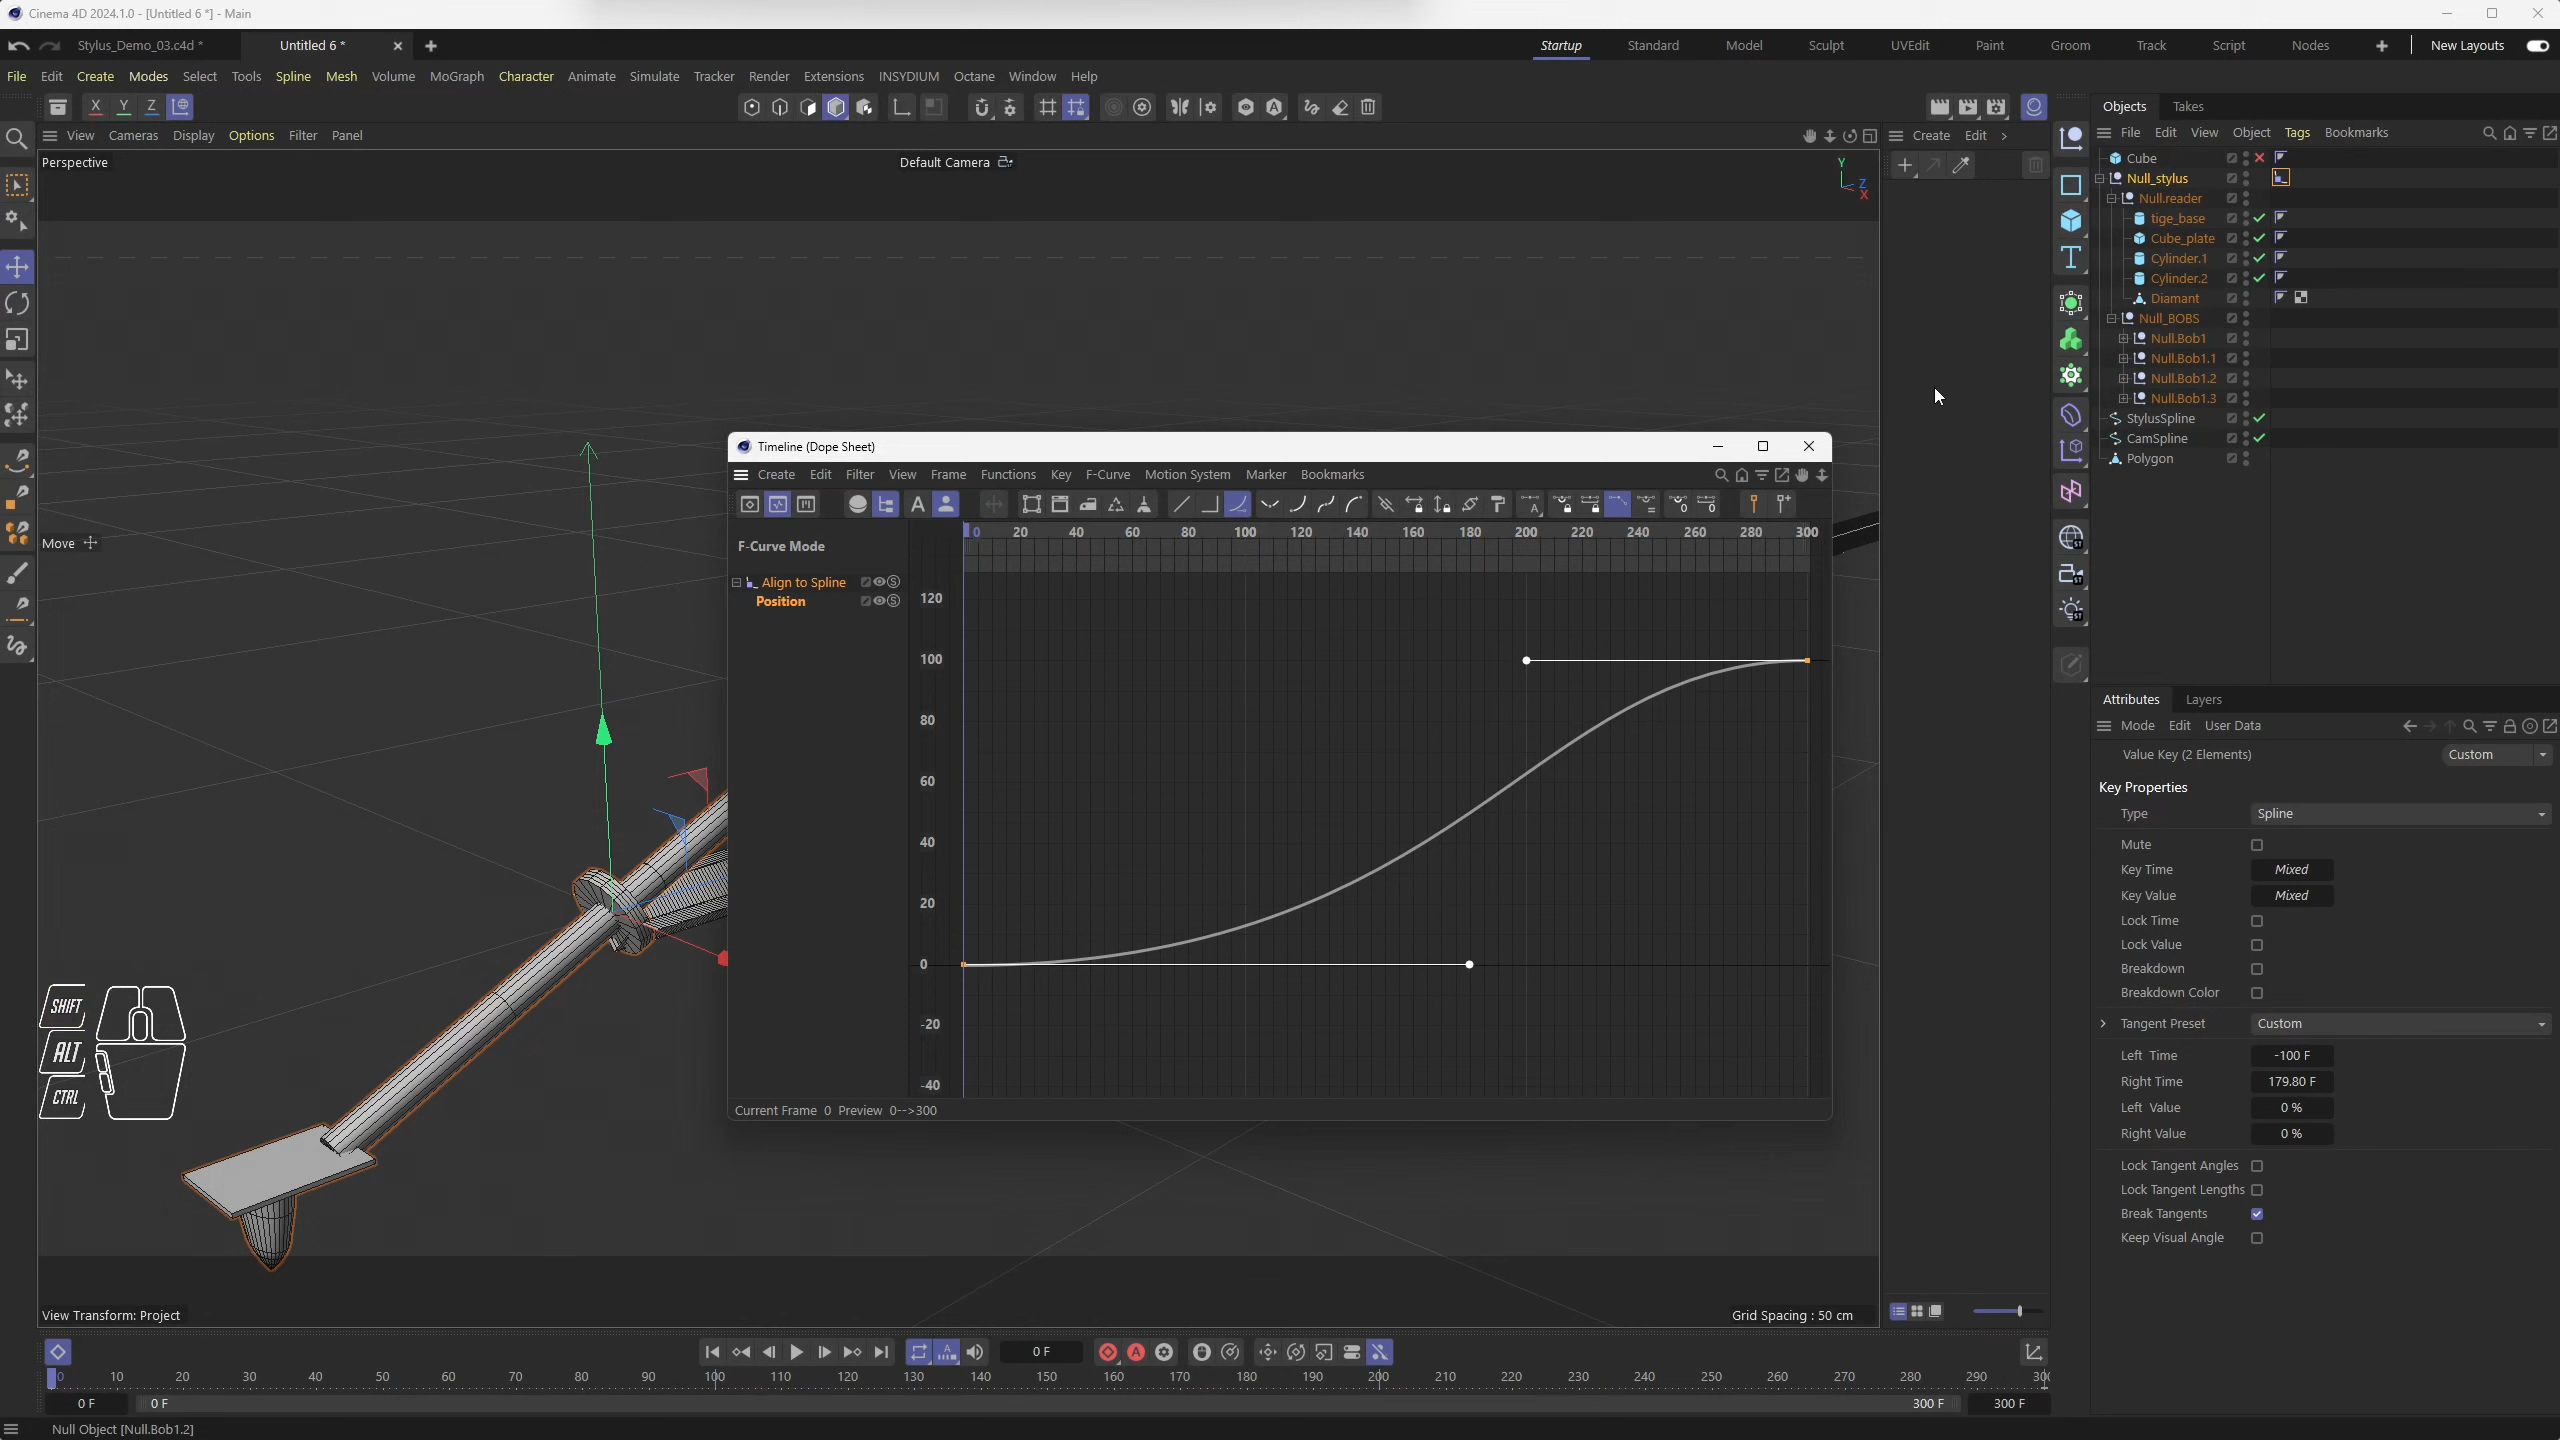 Cinema 4D 2024.1.0 - [Untitled 6 *] - Main
Stylus_Demo_03.c4d *
Untitled 6 *
Startup Standard Model Sculpt UVEdit Paint Groom Track Script Nodes New Layouts
File Edit Create Modes Select Tools Spline Mesh Volume MoGraph Character Animate Simulate Tracker Render Extensions INSYDIUM Octane Window Help
X Y Z
View Cameras Display Options Filter Panel
Perspective
Default Camera
Y
Z
X
Create Edit
Objects Takes
File Edit View Object Tags Bookmarks
Cube
Null_stylus
Null.reader
tige_base
Cube_plate
Cylinder.1
Cylinder.2
Diamant
Null_BOBS
Null.Bob1
Null.Bob1.1
Null.Bob1.2
Null.Bob1.3
StylusSpline
CamSpline
Polygon
Move
Timeline (Dope Sheet)
Create Edit Filter View Frame Functions Key F-Curve Motion System Marker Bookmarks
0 20 40 60 80 100 120 140 160 180 200 220 240 260 280 300
F-Curve Mode
Align to Spline
Position
120
100
80
60
40
20
0
-20
-40
Current Frame 0 Preview 0-->300
SHIFT
ALT
CTRL
View Transform: Project
Grid Spacing : 50 cm
Attributes Layers
Mode Edit User Data
Value Key (2 Elements) Custom
Key Properties
Type Spline
Mute
Key Time Mixed
Key Value Mixed
Lock Time
Lock Value
Breakdown
Breakdown Color
Tangent Preset Custom
Left Time -100 F
Right Time 179.80 F
Left Value 0 %
Right Value 0 %
Lock Tangent Angles
Lock Tangent Lengths
Break Tangents
Keep Visual Angle
0 F
0 10 20 30 40 50 60 70 80 90 100 110 120 130 140 150 160 170 180 190 200 210 220 230 240 250 260 270 280 290 300
0 F 0 F 300 F 300 F
Null Object [Null.Bob1.2]